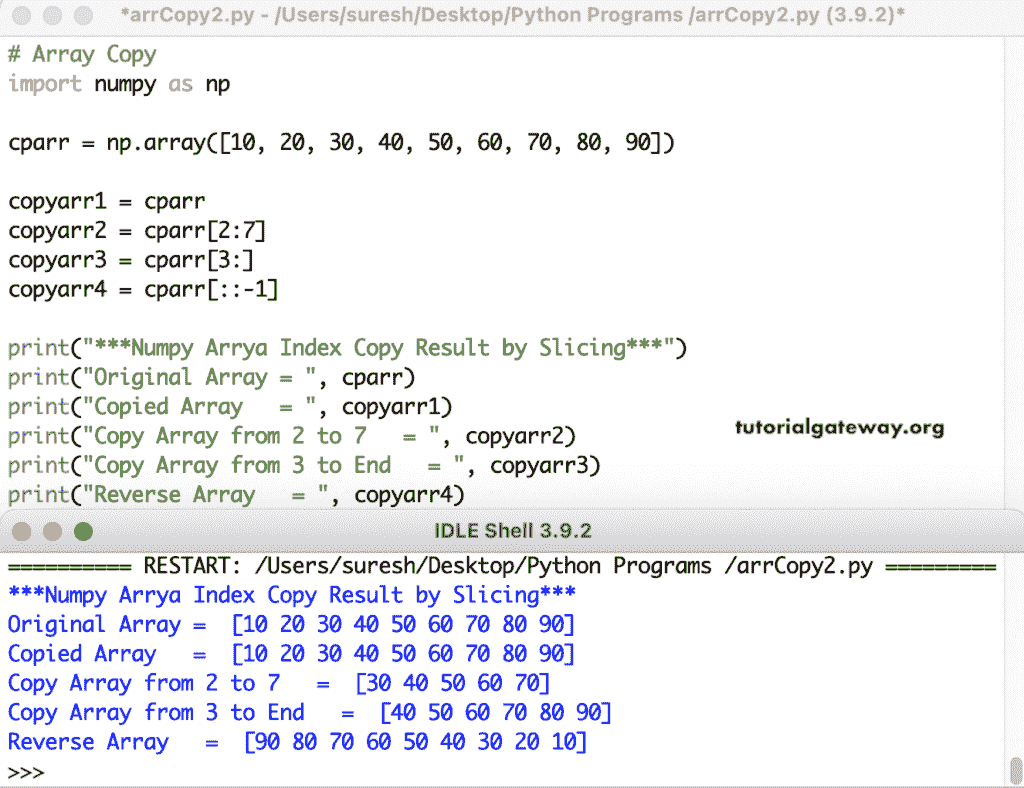 *arrCopy2.py - /Users/suresh/Desktop/Python Programs /arrCopy2.py (3.9.2)*
# Array Copy
import numpy as np
cparr = np.array([10, 20, 30, 40, 50, 60, 70, 80, 90])
copyarr1 = cparr
copyarr2 = cparr[2:7]
copyarr3 = cparr[3:]
copyarr4 = cparr[::-1]
print("***Numpy Arrya Index Copy Result by Slicing***")
print("Original Array = ", cparr)
print("Copied Array   = ", copyarr1)
print("Copy Array from 2 to 7   = ", copyarr2)
print("Copy Array from 3 to End   = ", copyarr3)
print("Reverse Array   = ", copyarr4)
tutorialgateway.org
IDLE Shell 3.9.2
========== RESTART: /Users/suresh/Desktop/Python Programs /arrCopy2.py =========
***Numpy Arrya Index Copy Result by Slicing***
Original Array =  [10 20 30 40 50 60 70 80 90]
Copied Array   =  [10 20 30 40 50 60 70 80 90]
Copy Array from 2 to 7   =  [30 40 50 60 70]
Copy Array from 3 to End   =  [40 50 60 70 80 90]
Reverse Array   =  [90 80 70 60 50 40 30 20 10]
>>>